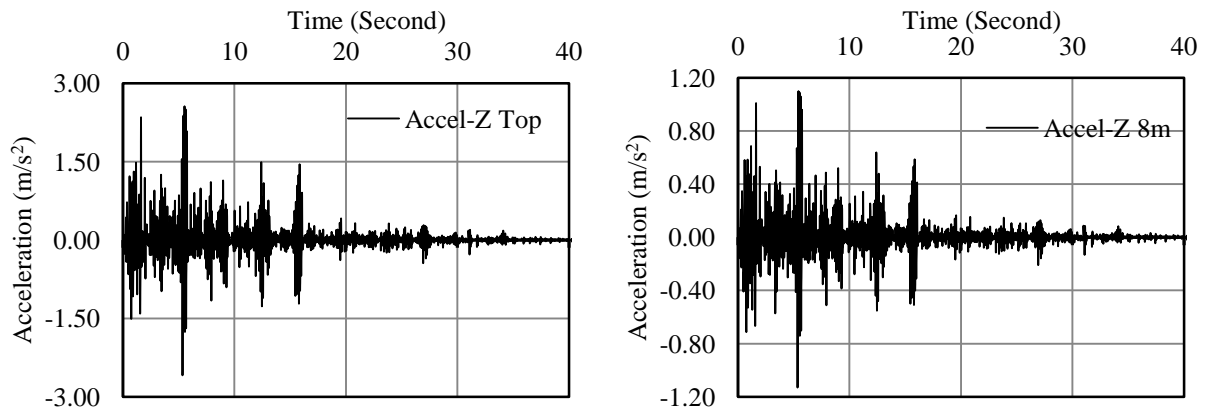 Time (Second)
0 10 20 30 40
3.00
1.50
0.00
-1.50
-3.00
Acceleration (m/s²)
Accel-Z Top
Time (Second)
0 10 20 30 40
1.20
0.80
0.40
0.00
-0.40
-0.80
-1.20
Acceleration (m/s²)
Accel-Z 8m